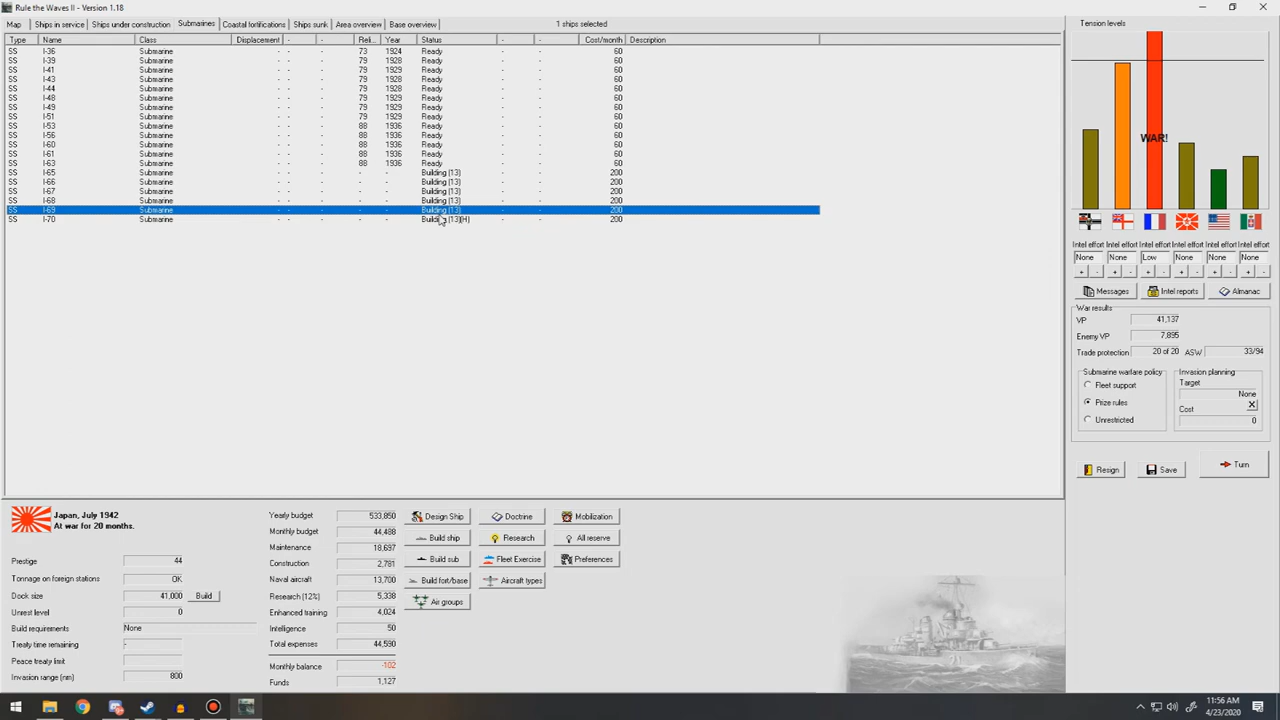 Rule the Waves II - Version 1.18
Map Ships in service Ships under construction Submarines Coastal fortifications Ships sunk Area overview Base overview 1 ships selected
Type Name Class Displacement - - Reli... Year Status - - Cost/month Description
SS I-36 Submarine - - - 73 1924 Ready - - 60
SS I-39 Submarine - - - 79 1928 Ready - - 60
SS I-41 Submarine - - - 79 1929 Ready - - 60
SS I-43 Submarine - - - 79 1928 Ready - - 60
SS I-44 Submarine - - - 79 1928 Ready - - 60
SS I-48 Submarine - - - 79 1929 Ready - - 60
SS I-49 Submarine - - - 79 1929 Ready - - 60
SS I-51 Submarine - - - 79 1929 Ready - - 60
SS I-53 Submarine - - - 88 1936 Ready - - 60
SS I-56 Submarine - - - 88 1936 Ready - - 60
SS I-60 Submarine - - - 88 1936 Ready - - 60
SS I-61 Submarine - - - 88 1936 Ready - - 60
SS I-63 Submarine - - - 88 1936 Ready - - 60
SS I-65 Submarine - - - - - Building (13) - - 200
SS I-66 Submarine - - - - - Building (13) - - 200
SS I-67 Submarine - - - - - Building (13) - - 200
SS I-68 Submarine - - - - - Building (13) - - 200
SS I-69 Submarine - - - - - Building (13) - - 200
SS I-70 Submarine - - - - - Building (13)(H) - - 200
Tension levels
WAR!
Intel effort Intel effort Intel effort Intel effort Intel effort Intel effort
None None Low None None None
+ - + - + - + - + - + -
Messages Intel reports Almanac
War results
VP 41,137
Enemy VP 7,895
Trade protection 20 of 20 ASW 33/94
Submarine warfare policy
Fleet support
Prize rules
Unrestricted
Invasion planning
Target
None
Cost X
0
Resign Save Turn
Japan, July 1942
At war for 20 months.
Prestige 44
Tonnage on foreign stations OK
Dock size 41,000 Build
Unrest level 0
Build requirements None
Treaty time remaining -
Peace treaty limit
Invasion range (nm) 800
Yearly budget 533,850
Monthly budget 44,488
Maintenance 18,697
Construction 2,781
Naval aircraft 13,700
Research (12%) 5,338
Enhanced training 4,024
Intelligence 50
Total expenses 44,590
Monthly balance -102
Funds 1,127
Design Ship Doctrine Mobilization
Build ship Research All reserve
Build sub Fleet Exercise Preferences
Build fort/base Aircraft types
Air groups
11:56 AM
4/23/2020